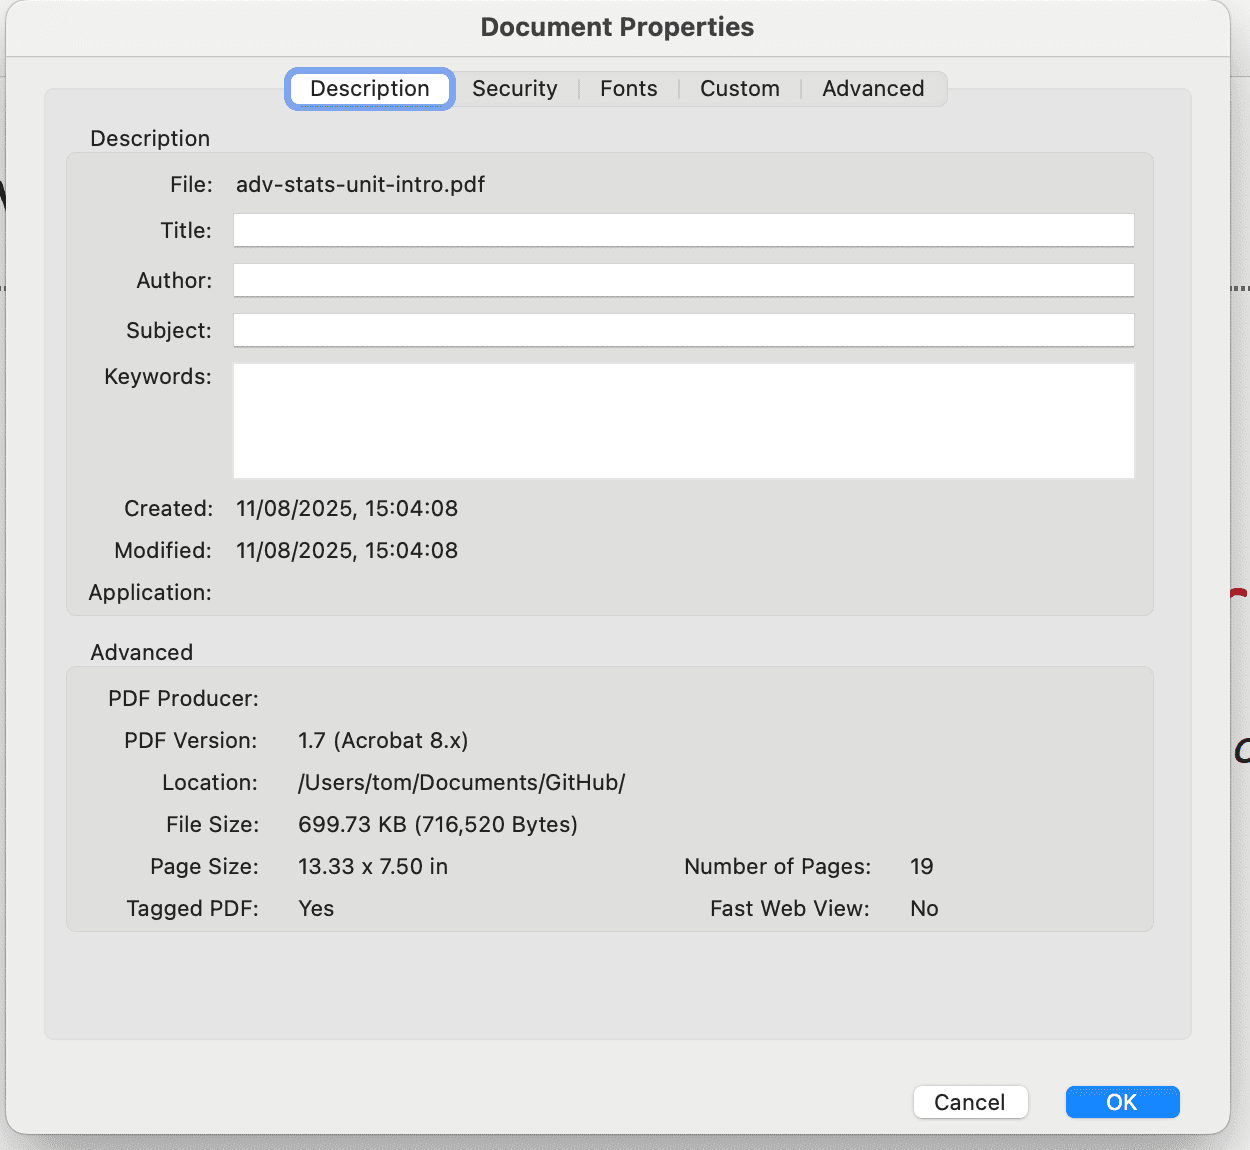 Document Properties
Description Security Fonts Custom Advanced
Description
File: adv-stats-unit-intro.pdf
Title:
Author:
Subject:
Keywords:
Created: 11/08/2025, 15:04:08
Modified: 11/08/2025, 15:04:08
Application:
Advanced
PDF Producer:
PDF Version: 1.7 (Acrobat 8.x)
Location: /Users/tom/Documents/GitHub/
File Size: 699.73 KB (716,520 Bytes)
Page Size: 13.33 x 7.50 in Number of Pages: 19
Tagged PDF: Yes Fast Web View: No
Cancel OK